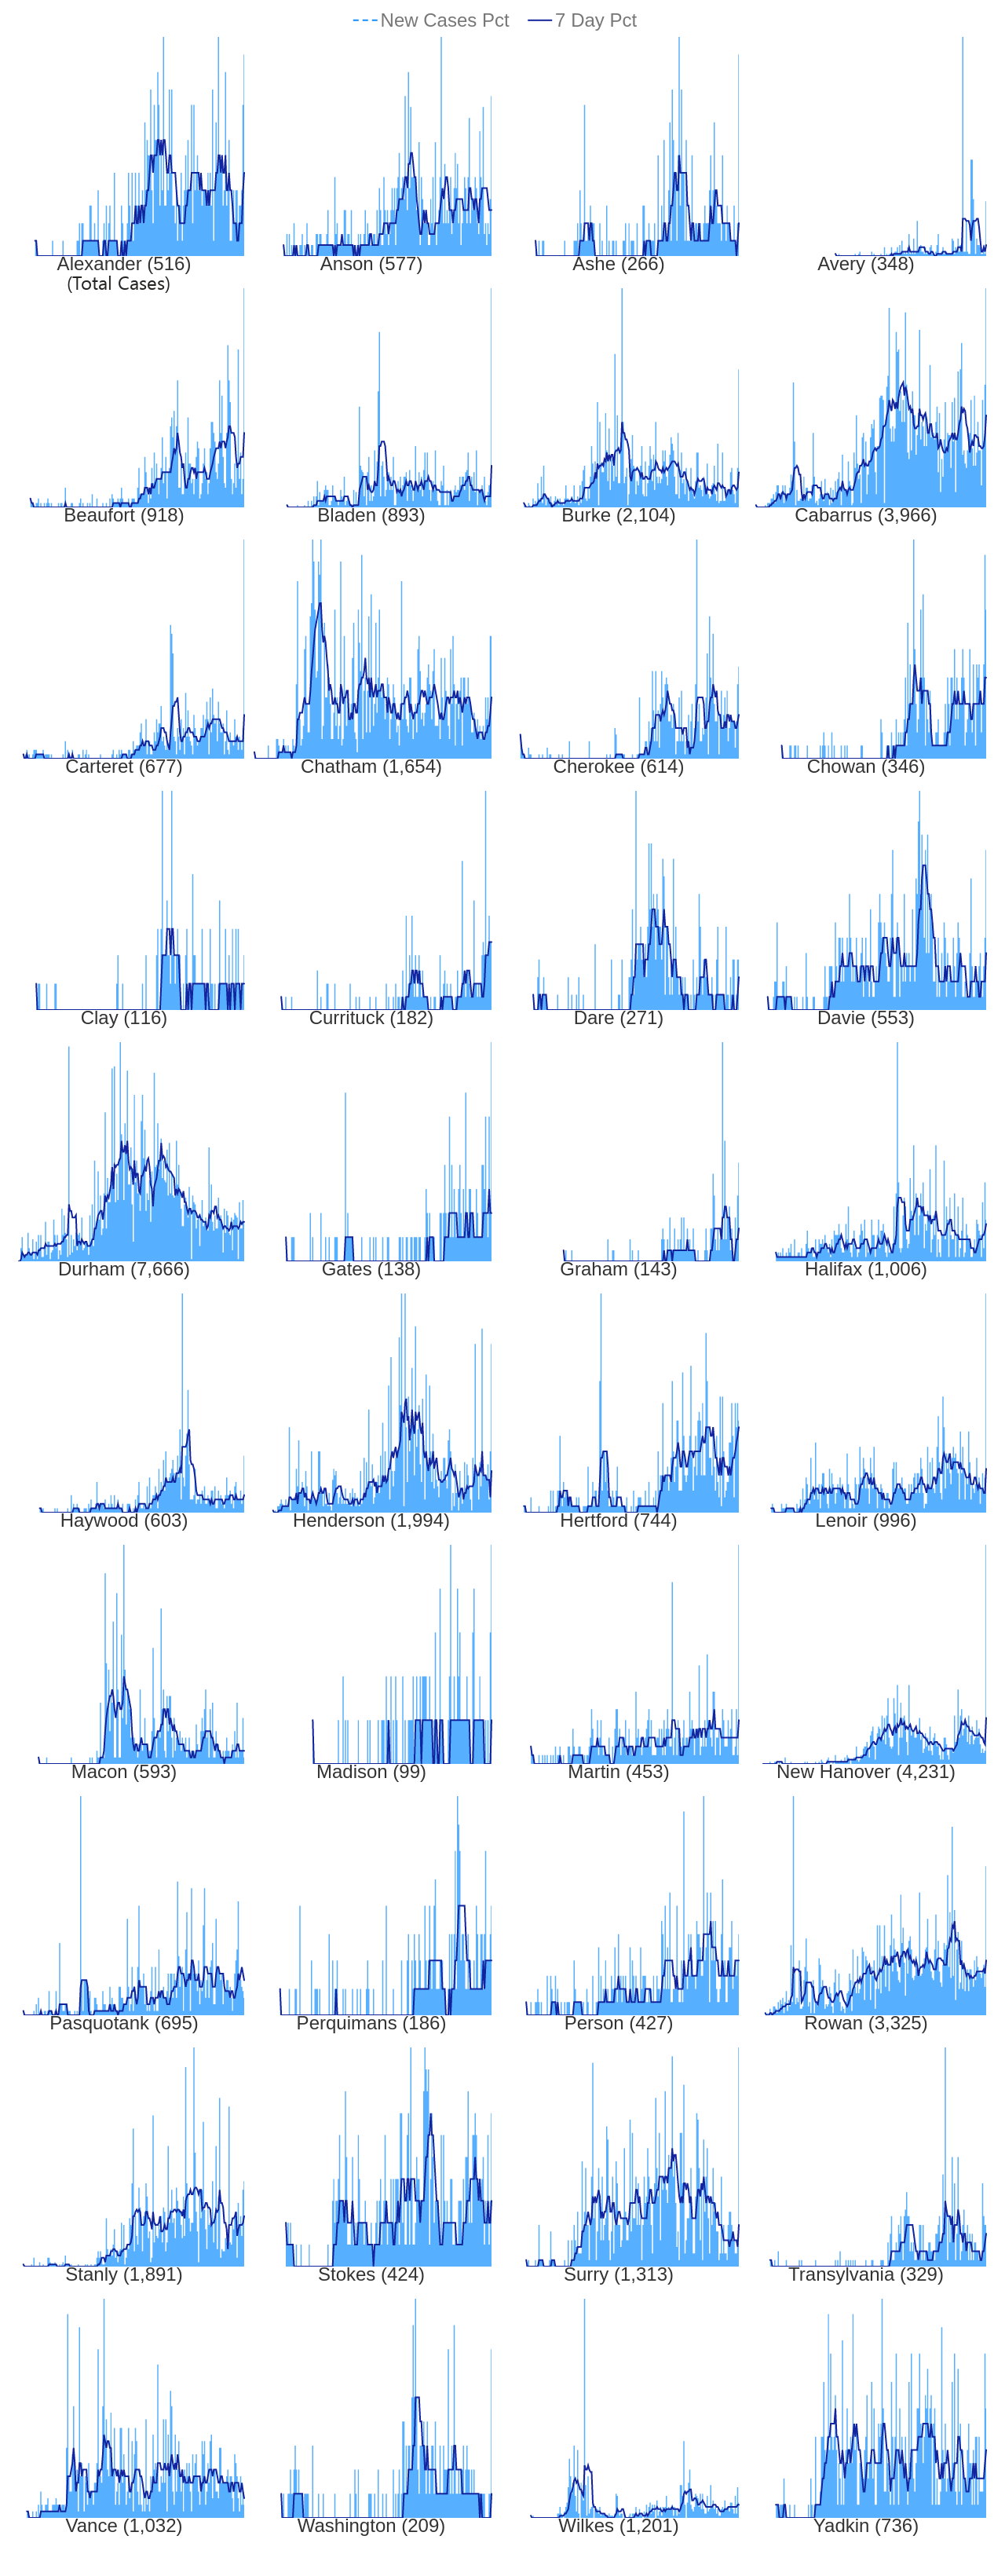 New Cases Pct 7 Day Pct
Alexander (516) Anson (577) Ashe (266) Avery (348)
(Total Cases)
Beaufort (918) Bladen (893) Burke (2,104) Cabarrus (3,966)
Carteret (677) Chatham (1,654) Cherokee (614) Chowan (346)
Clay (116) Currituck (182) Dare (271) Davie (553)
Durham (7,666) Gates (138) Graham (143) Halifax (1,006)
Haywood (603) Henderson (1,994) Hertford (744) Lenoir (996)
Macon (593) Madison (99) Martin (453) New Hanover (4,231)
Pasquotank (695) Perquimans (186) Person (427) Rowan (3,325)
Stanly (1,891) Stokes (424) Surry (1,313) Transylvania (329)
Vance (1,032) Washington (209) Wilkes (1,201) Yadkin (736)